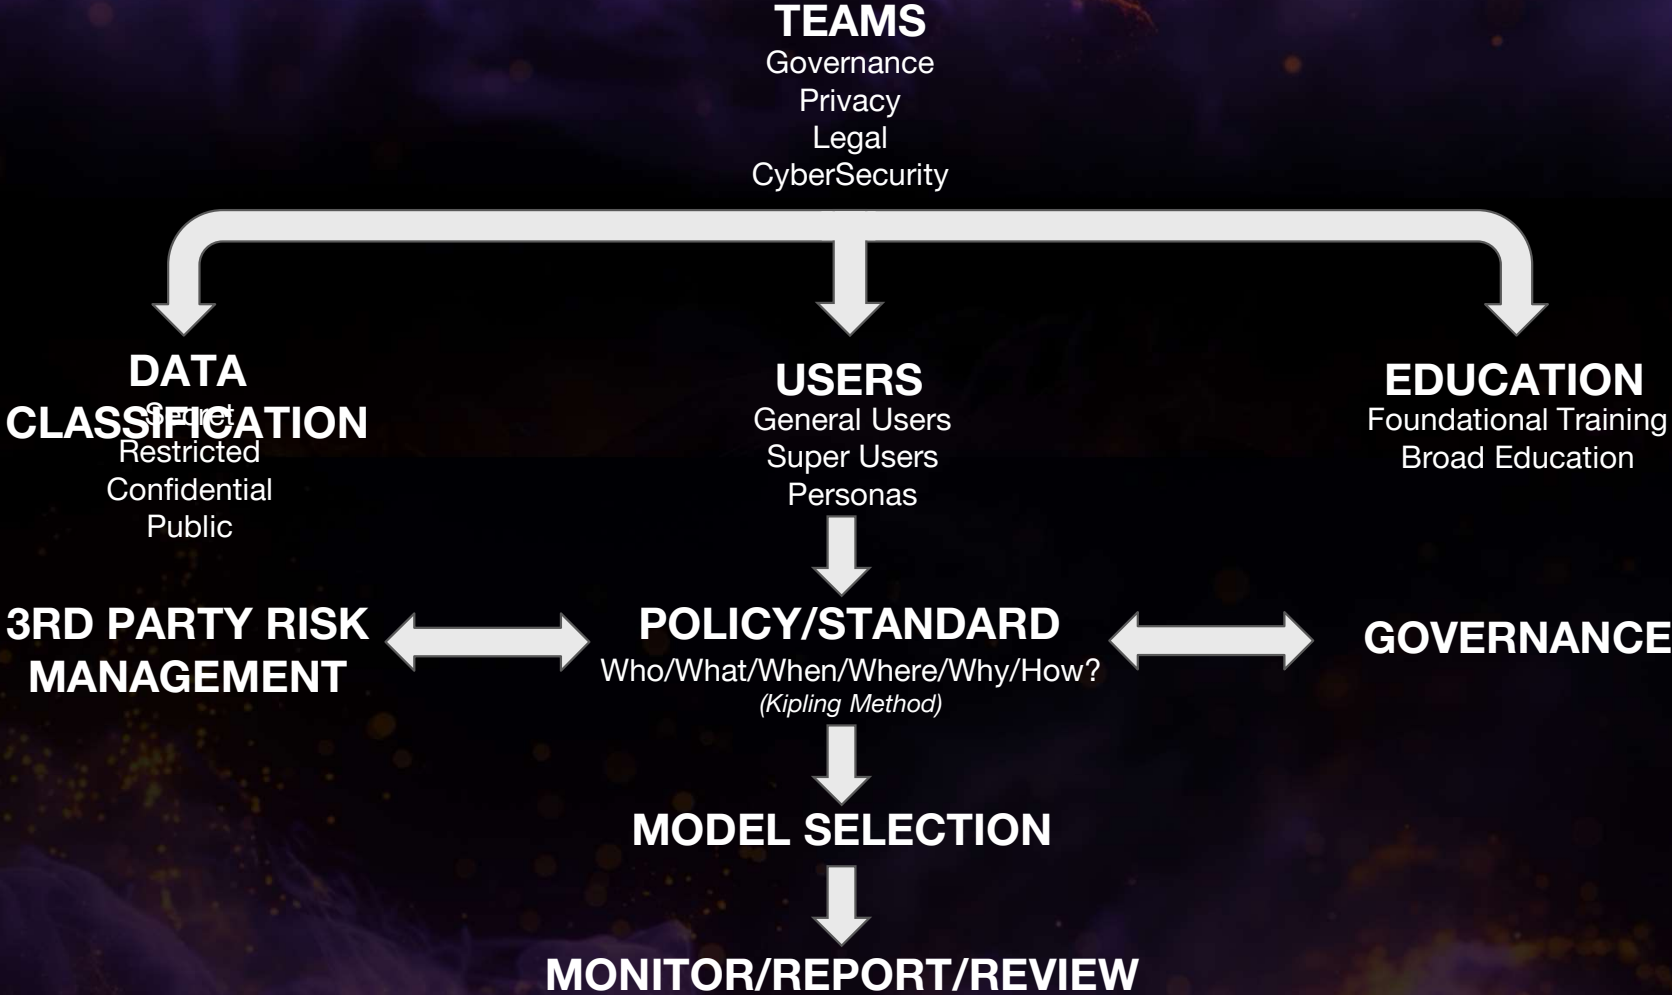 TEAMS
Governance
Privacy
Legal
CyberSecurity
DATA
CLASSIFICATION
Secret
Restricted
Confidential
Public
USERS
General Users
Super Users
Personas
EDUCATION
Foundational Training
Broad Education
3RD PARTY RISK
MANAGEMENT
POLICY/STANDARD
Who/What/When/Where/Why/How?
(Kipling Method)
GOVERNANCE
MODEL SELECTION
MONITOR/REPORT/REVIEW